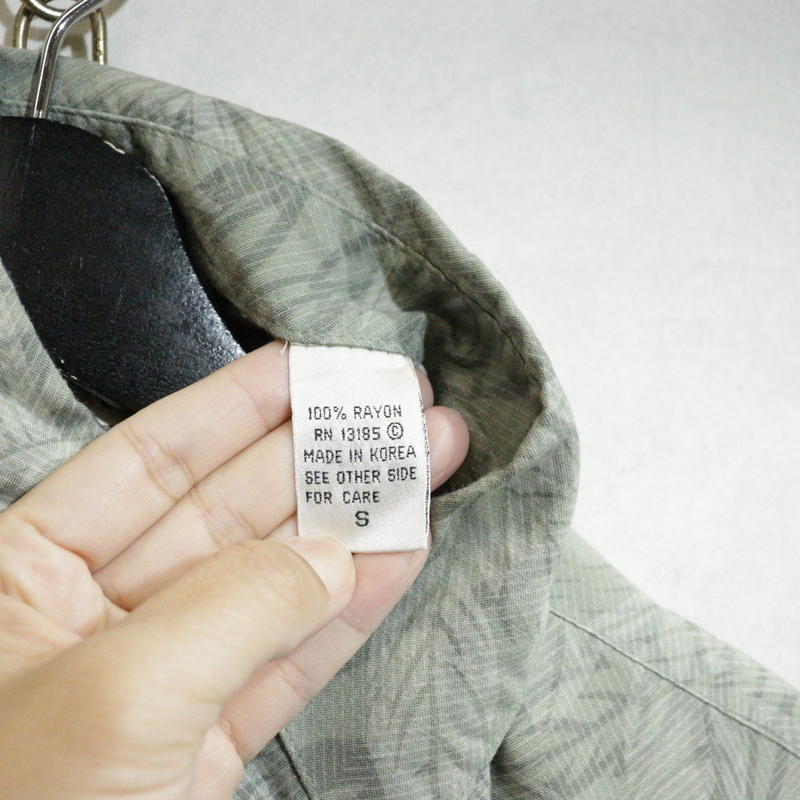 100% RAYON
RN 13185 ©
MADE IN KOREA
SEE OTHER SIDE
FOR CARE
S